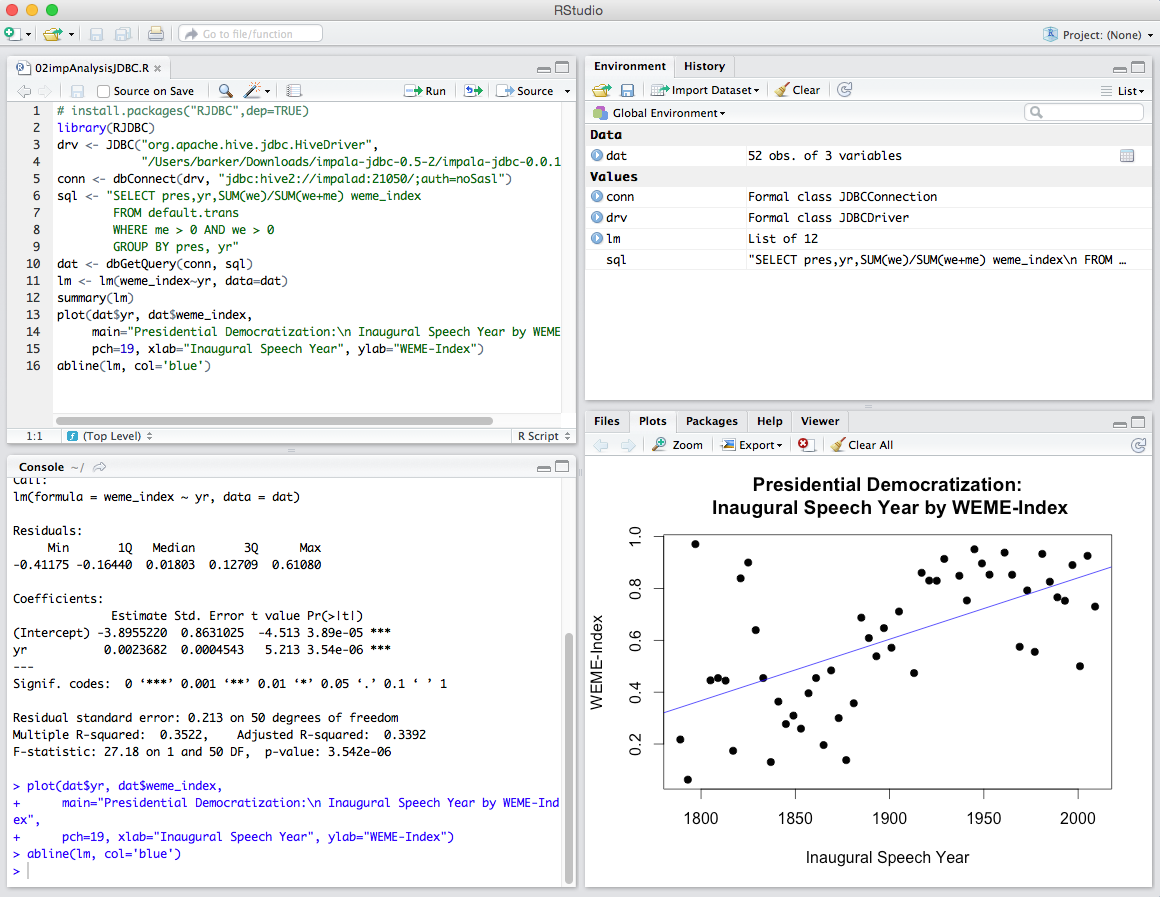 RStudio
Go to file/function
Project: (None)
02impAnalysisJDBC.R
Source on Save
Run
Source
1 # install.packages("RJDBC",dep=TRUE)
2 library(RJDBC)
3 drv <- JDBC("org.apache.hive.jdbc.HiveDriver",
4 "/Users/barker/Downloads/impala-jdbc-0.5-2/impala-jdbc-0.0.1
5 conn <- dbConnect(drv, "jdbc:hive2://impalad:21050/;auth=noSasl")
6 sql <- "SELECT pres,yr,SUM(we)/SUM(we+me) weme_index
7 FROM default.trans
8 WHERE me > 0 AND we > 0
9 GROUP BY pres, yr"
10 dat <- dbGetQuery(conn, sql)
11 lm <- lm(weme_index~yr, data=dat)
12 summary(lm)
13 plot(dat$yr, dat$weme_index,
14 main="Presidential Democratization:\n Inaugural Speech Year by WEME
15 pch=19, xlab="Inaugural Speech Year", ylab="WEME-Index")
16 abline(lm, col='blue')
1:1 (Top Level) R Script
Console ~/
Call:
lm(formula = weme_index ~ yr, data = dat)
Residuals:
Min 1Q Median 3Q Max
-0.41175 -0.16440 0.01803 0.12709 0.61080
Coefficients:
Estimate Std. Error t value Pr(>|t|)
(Intercept) -3.8955220 0.8631025 -4.513 3.89e-05 ***
yr 0.0023682 0.0004543 5.213 3.54e-06 ***
---
Signif. codes: 0 ‘***’ 0.001 ‘**’ 0.01 ‘*’ 0.05 ‘.’ 0.1 ‘ ’ 1
Residual standard error: 0.213 on 50 degrees of freedom
Multiple R-squared: 0.3522, Adjusted R-squared: 0.3392
F-statistic: 27.18 on 1 and 50 DF, p-value: 3.542e-06
> plot(dat$yr, dat$weme_index,
+ main="Presidential Democratization:\n Inaugural Speech Year by WEME-Ind
ex",
+ pch=19, xlab="Inaugural Speech Year", ylab="WEME-Index")
> abline(lm, col='blue')
>
Environment History
Import Dataset Clear List
Global Environment
Data
dat 52 obs. of 3 variables
Values
conn Formal class JDBCConnection
drv Formal class JDBCDriver
lm List of 12
sql "SELECT pres,yr,SUM(we)/SUM(we+me) weme_index\n FROM …
Files Plots Packages Help Viewer
Zoom Export Clear All
Presidential Democratization:
Inaugural Speech Year by WEME-Index
WEME-Index
1.0
0.8
0.6
0.4
0.2
1800 1850 1900 1950 2000
Inaugural Speech Year